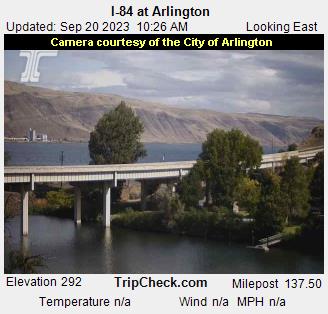 I-84 at Arlington
Updated: Sep 20 2023 10:26 AM Looking East
Camera courtesy of the City of Arlington
Elevation 292 TripCheck.com Milepost 137.50
Temperature n/a Wind n/a MPH n/a